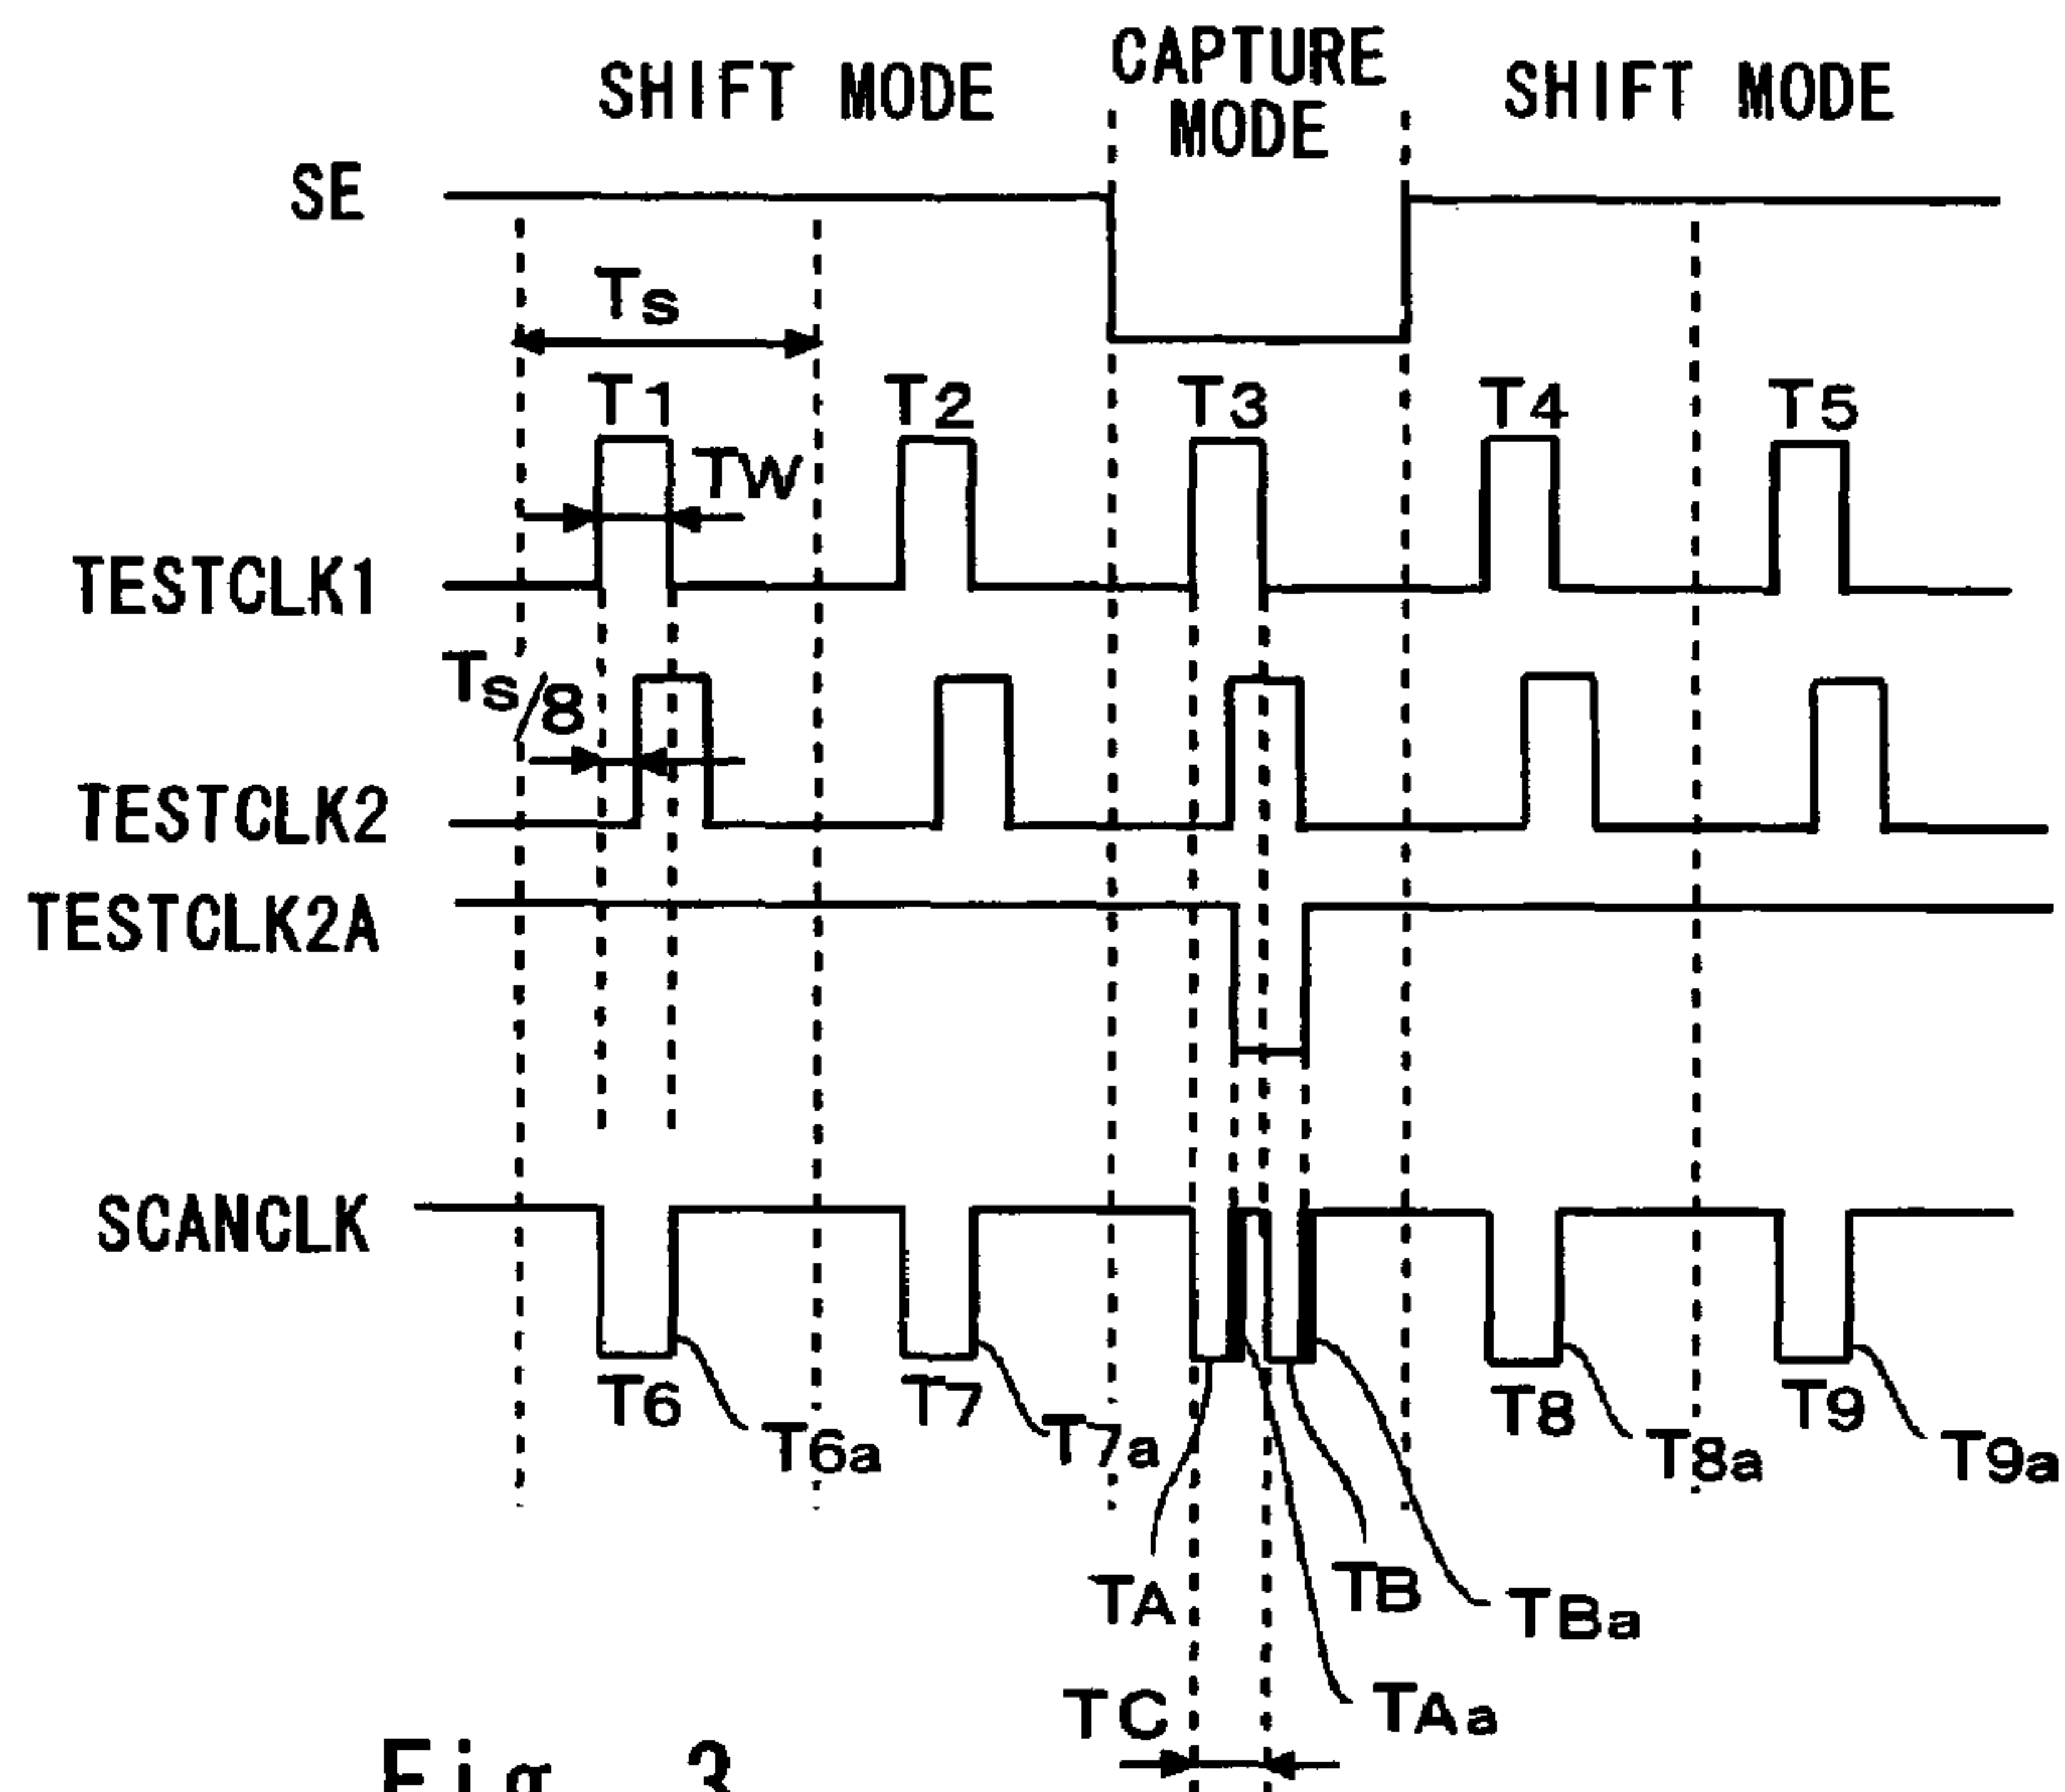 SHIFT MODE
CAPTURE
MODE
SHIFT MODE
SE
Ts
T1
T2
T3
T4
T5
TW
TESTCLK1
Ts/8
TESTCLK2
TESTCLK2A
SCANCLK
T6
T6a
T7
T7a
T8
T8a
T9
T9a
TA
TB
TBa
TC
TAa
Fig. 3